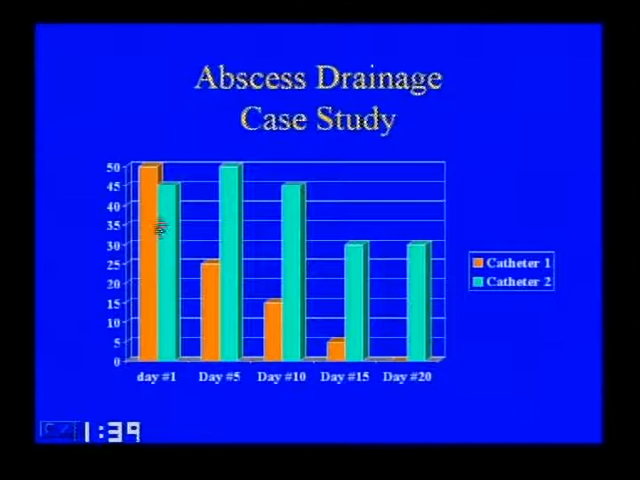 Abscess Drainage
Case Study
50
45
40
35
30
25
20
15
10
5
0
day #1 Day #5 Day #10 Day #15 Day #20
Catheter 1
Catheter 2
1:39